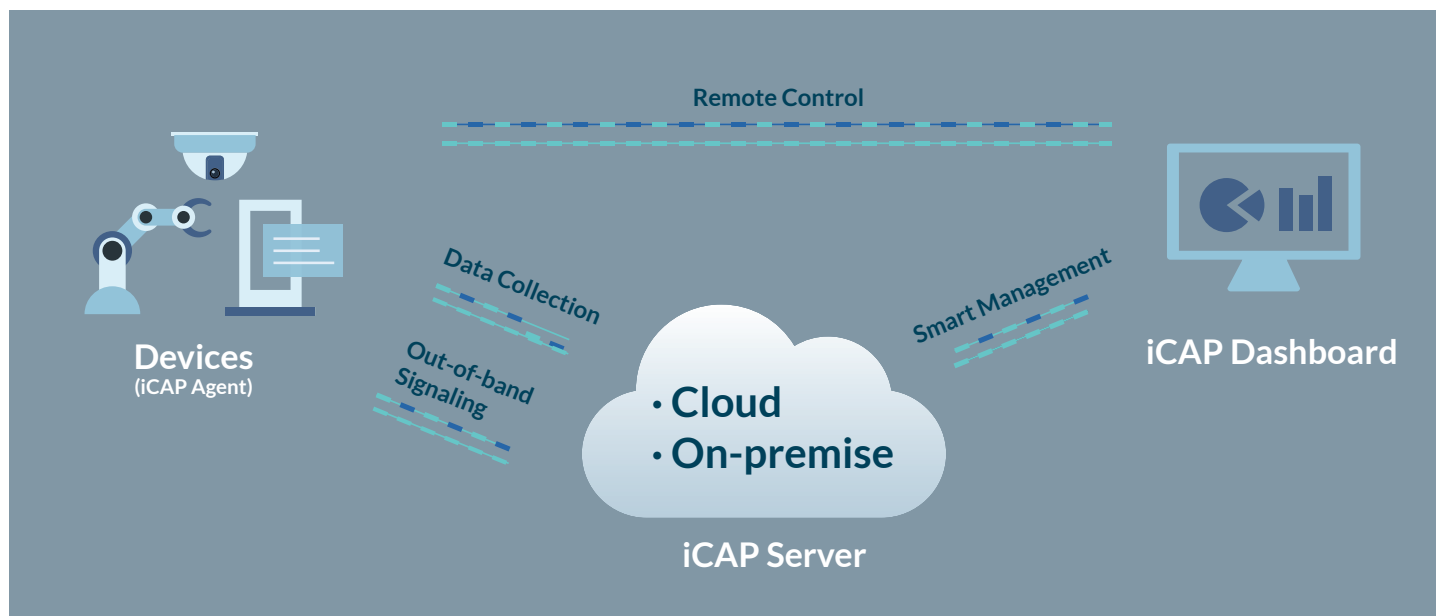 Remote Control
Data Collection
Out-of-band
Signaling
Smart Management
Devices
(iCAP Agent)
iCAP Dashboard
· Cloud
· On-premise
iCAP Server